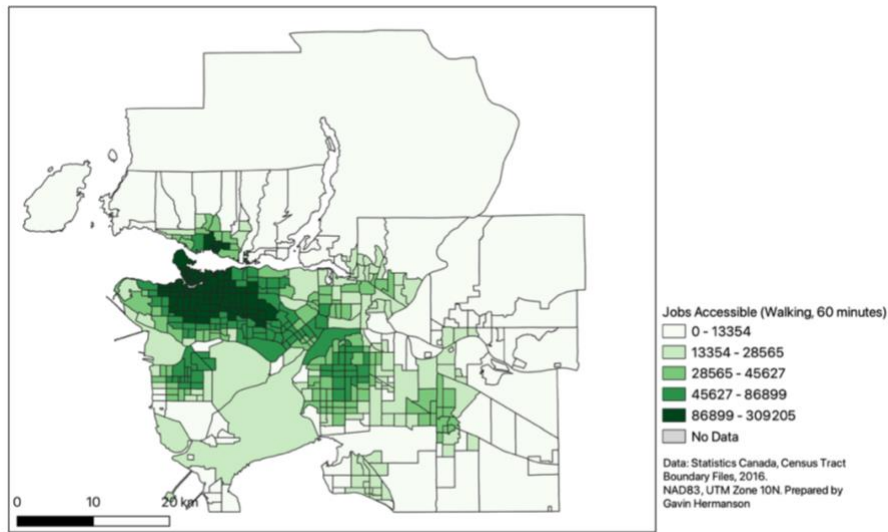 Jobs Accessible (Walking, 60 minutes)
0 - 13354
13354 - 28565
28565 - 45627
45627 - 86899
86899 - 309205
No Data
Data: Statistics Canada, Census Tract
Boundary Files, 2016.
NAD83, UTM Zone 10N. Prepared by
Gavin Hermanson
0 10 20 km